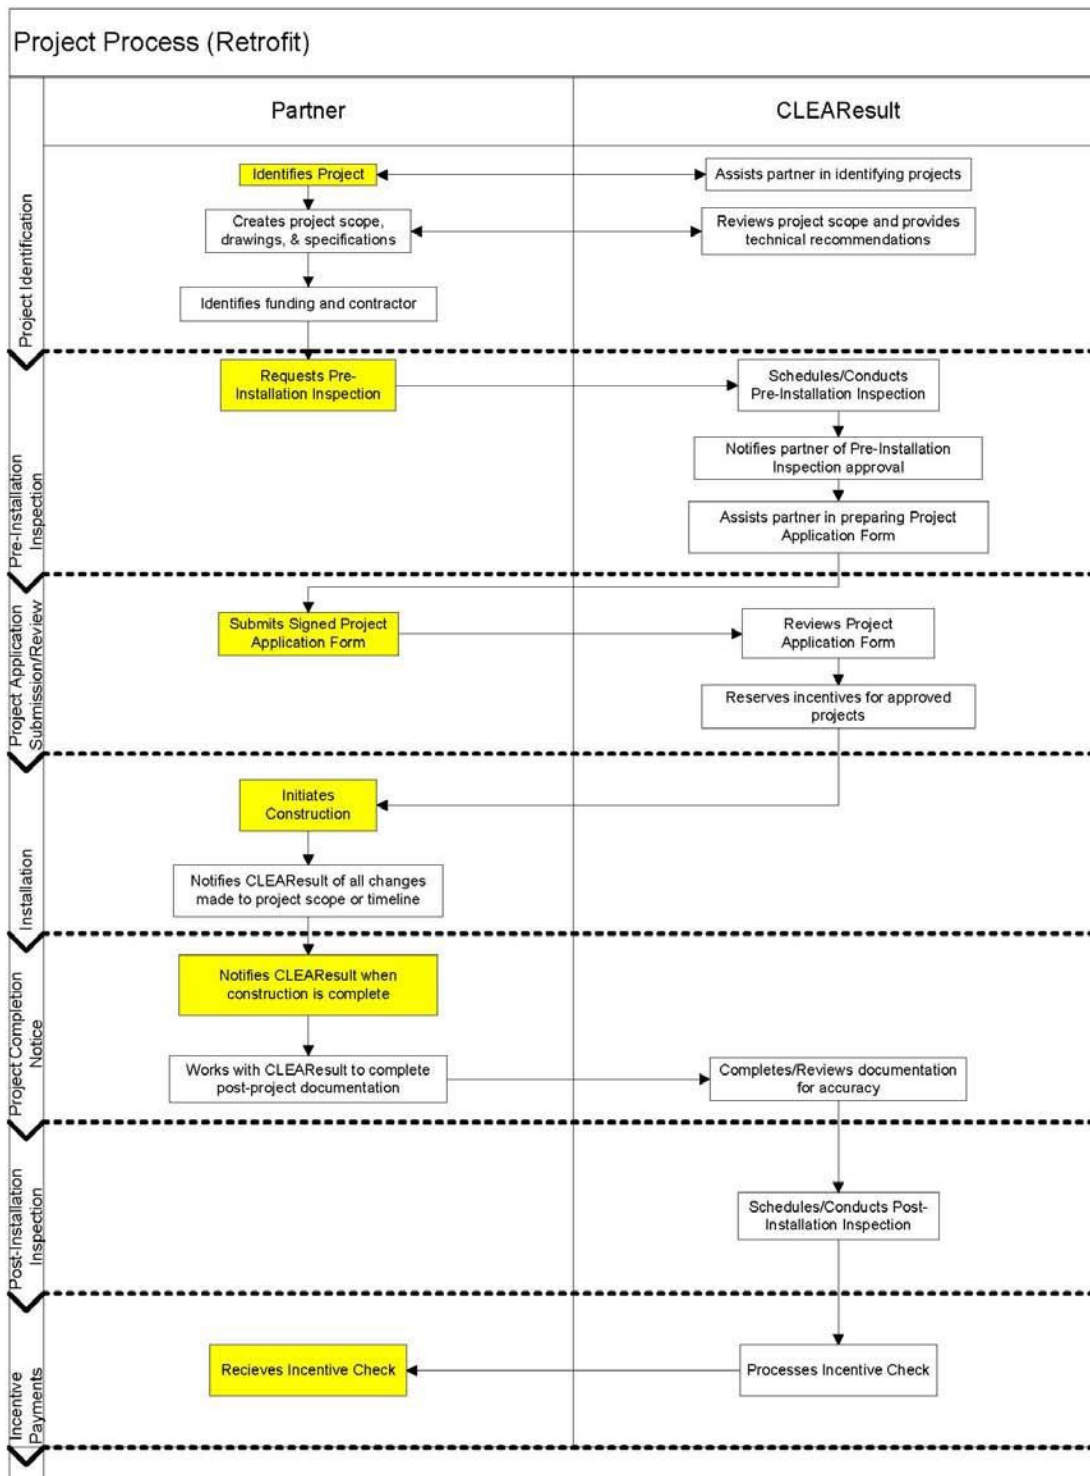 Project Process (Retrofit)
Partner
CLEAResult
Project Identification
Identifies Project
Assists partner in identifying projects
Creates project scope,
drawings, & specifications
Reviews project scope and provides
technical recommendations
Identifies funding and contractor
Pre-Installation
Inspection
Requests Pre-
Installation Inspection
Schedules/Conducts
Pre-Installation Inspection
Notifies partner of Pre-Installation
Inspection approval
Assists partner in preparing Project
Application Form
Project Application
Submission/Review
Submits Signed Project
Application Form
Reviews Project
Application Form
Reserves incentives for approved
projects
Installation
Initiates
Construction
Notifies CLEAResult of all changes
made to project scope or timeline
Project Completion
Notice
Notifies CLEAResult when
construction is complete
Works with CLEAResult to complete
post-project documentation
Completes/Reviews documentation
for accuracy
Post-Installation
Inspection
Schedules/Conducts Post-
Installation Inspection
Incentive
Payments
Recieves Incentive Check
Processes Incentive Check